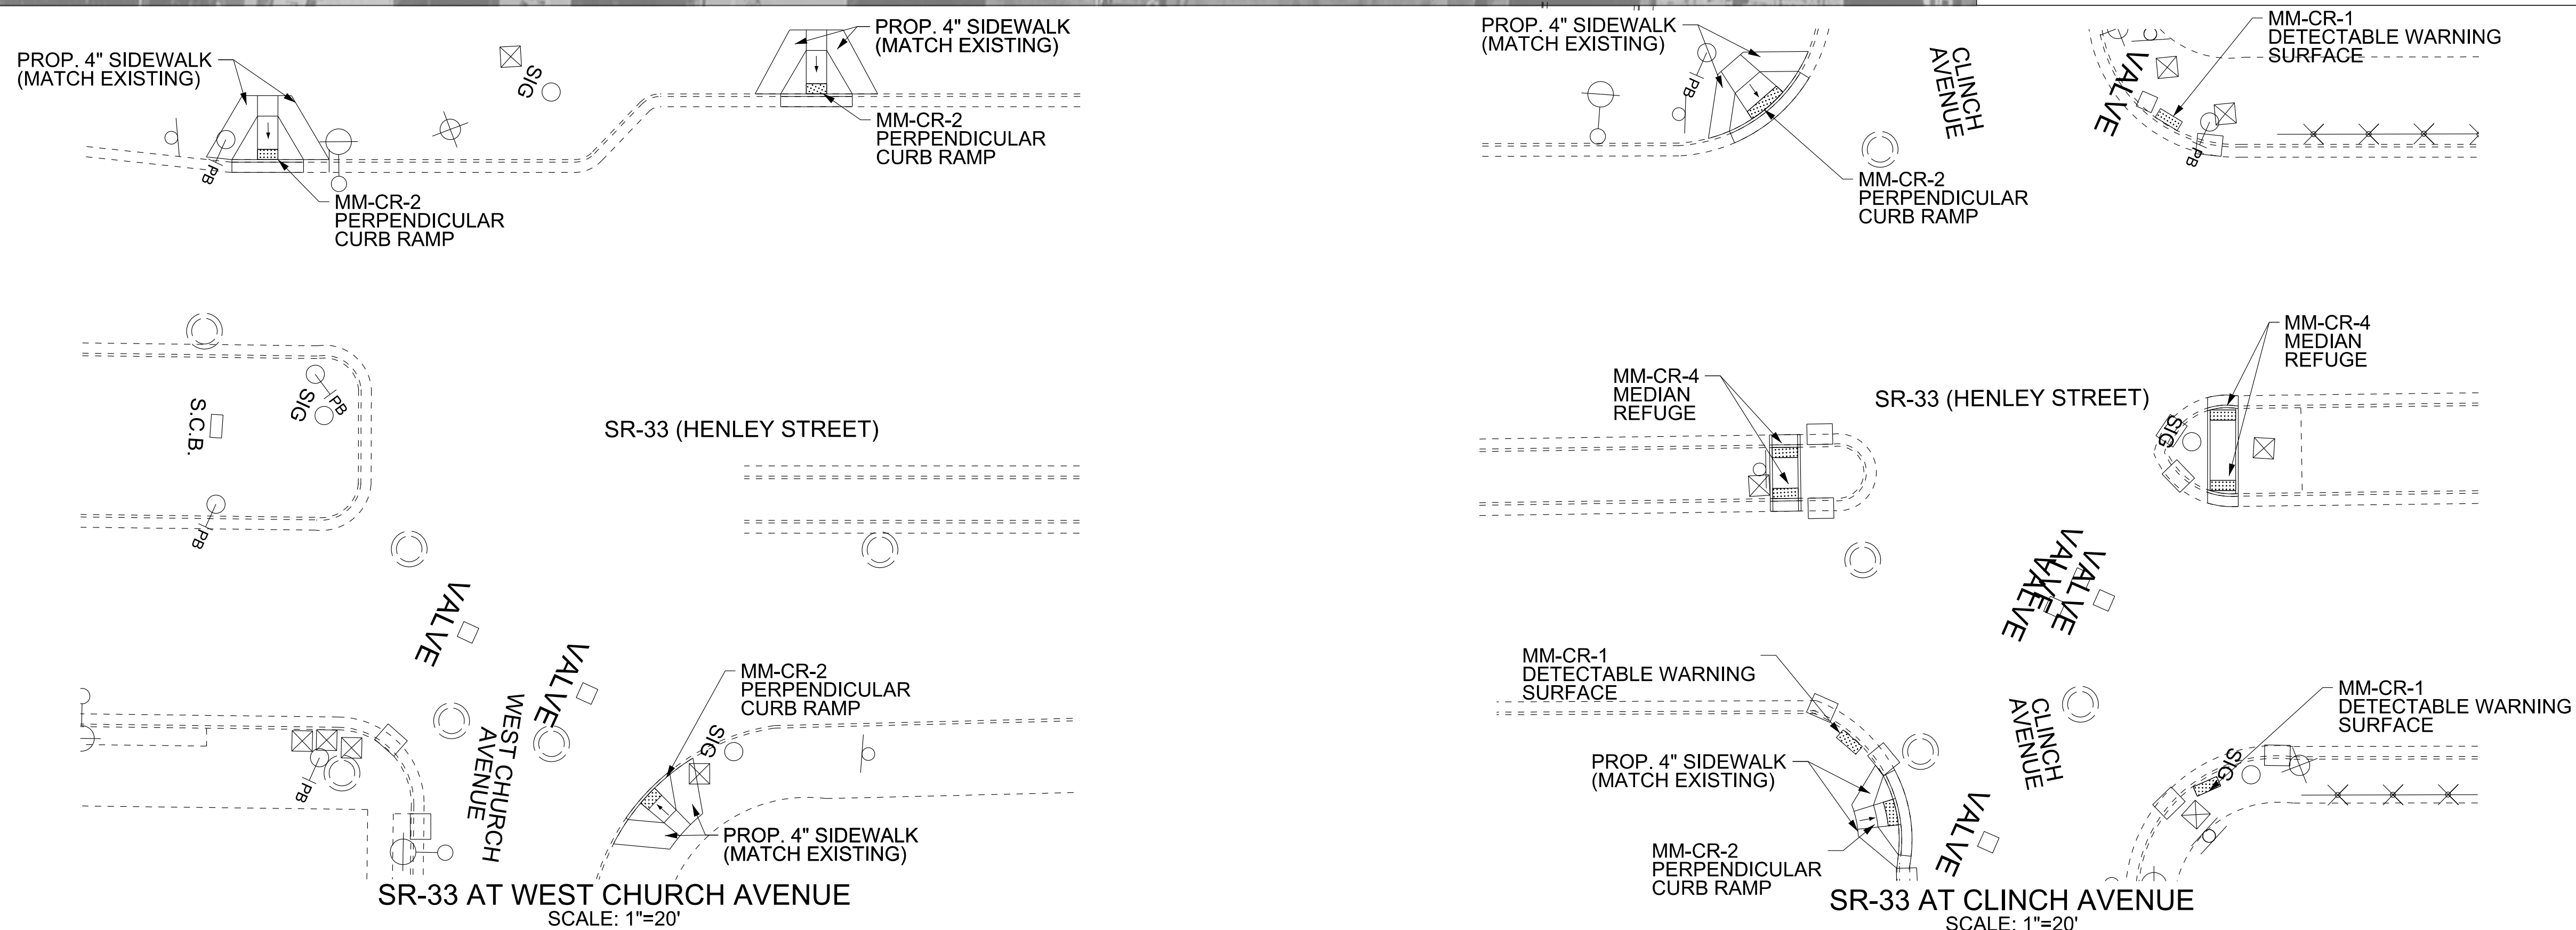 PROP. 4" SIDEWALK
(MATCH EXISTING)
SIG
PROP. 4" SIDEWALK
(MATCH EXISTING)
PB
MM-CR-2
PERPENDICULAR
CURB RAMP
MM-CR-2
PERPENDICULAR
CURB RAMP
S.C.B.
SIG
PB
PB
SR-33 (HENLEY STREET)
VALVE
VALVE
WEST CHURCH
AVENUE
PB
MM-CR-2
PERPENDICULAR
CURB RAMP
SIG
PROP. 4" SIDEWALK
(MATCH EXISTING)
SR-33 AT WEST CHURCH AVENUE
SCALE: 1"=20'
PROP. 4" SIDEWALK
(MATCH EXISTING)
PB
CLINCH
AVENUE
VALVE
MM-CR-1
DETECTABLE WARNING
SURFACE
PB
MM-CR-2
PERPENDICULAR
CURB RAMP
MM-CR-4
MEDIAN
REFUGE
SR-33 (HENLEY STREET)
MM-CR-4
MEDIAN
REFUGE
SIG
VALVE
VALVE
VALVE
MM-CR-1
DETECTABLE WARNING
SURFACE
CLINCH
AVENUE
MM-CR-1
DETECTABLE WARNING
SURFACE
SIG
PROP. 4" SIDEWALK
(MATCH EXISTING)
VALVE
MM-CR-2
PERPENDICULAR
CURB RAMP
SR-33 AT CLINCH AVENUE
SCALE: 1"=20'